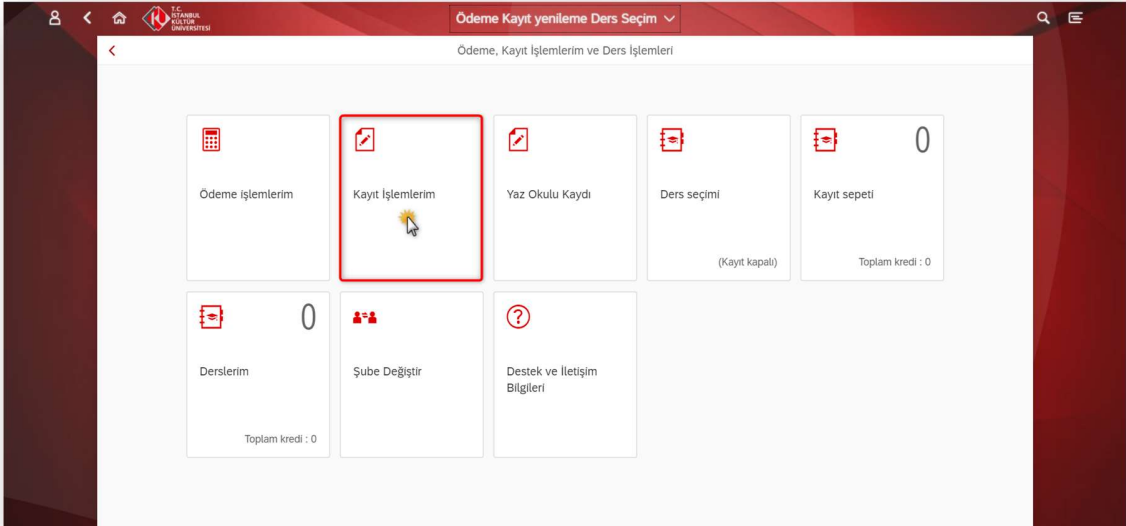 T.C.
İSTANBUL
KÜLTÜR
ÜNİVERSİTESİ
Ödeme Kayıt yenileme Ders Seçim
Ödeme, Kayıt İşlemlerim ve Ders İşlemleri
Ödeme işlemlerim
Kayıt İşlemlerim
Yaz Okulu Kaydı
Ders seçimi
(Kayıt kapalı)
0
Kayıt sepeti
Toplam kredi : 0
0
Derslerim
Toplam kredi : 0
Şube Değiştir
Destek ve İletişim
Bilgileri